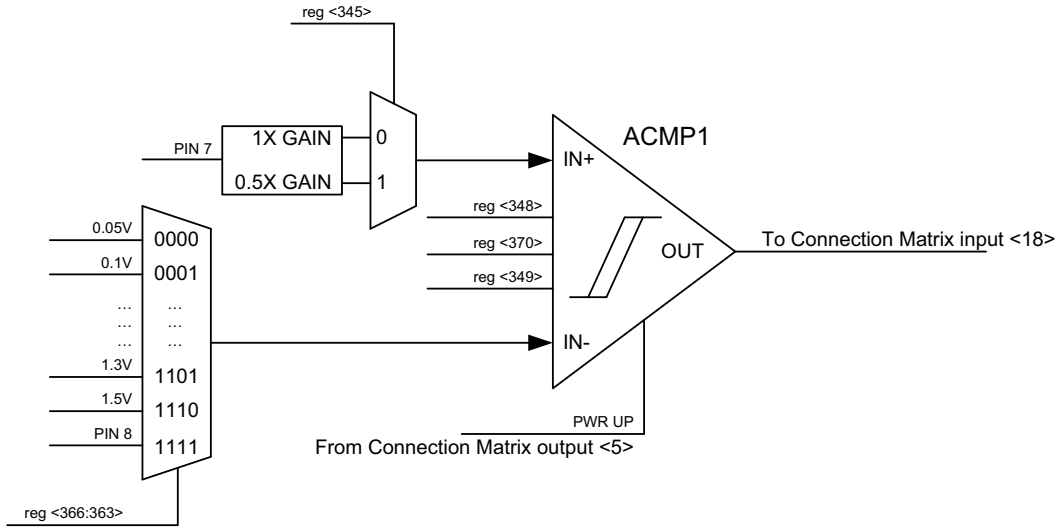 reg <345>
ACMP1
1X GAIN
0
PIN 7
IN+
0.5X GAIN
1
reg <348>
0.05V
0000
To Connection Matrix input <18>
reg <370>
OUT
0.1V
0001
reg <349>
... ...
... ...
... ...
IN-
1.3V
1101
1.5V
1110
PWR UP
PIN 8
1111
From Connection Matrix output <5>
reg <366:363>